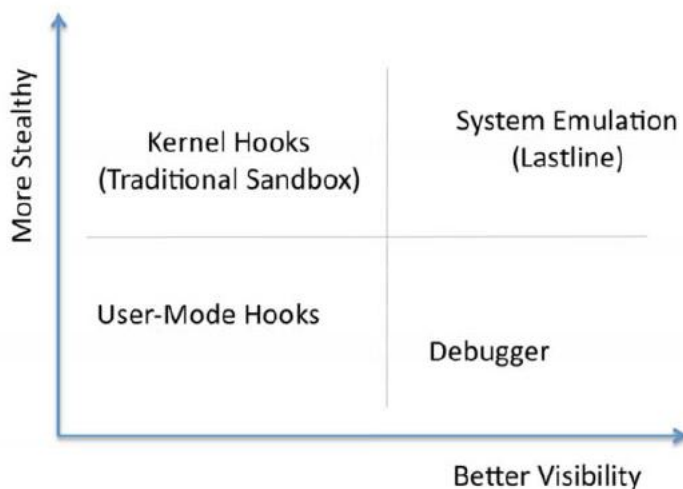 More Stealthy
Kernel Hooks
(Traditional Sandbox)
System Emulation
(Lastline)
User-Mode Hooks
Debugger
Better Visibility